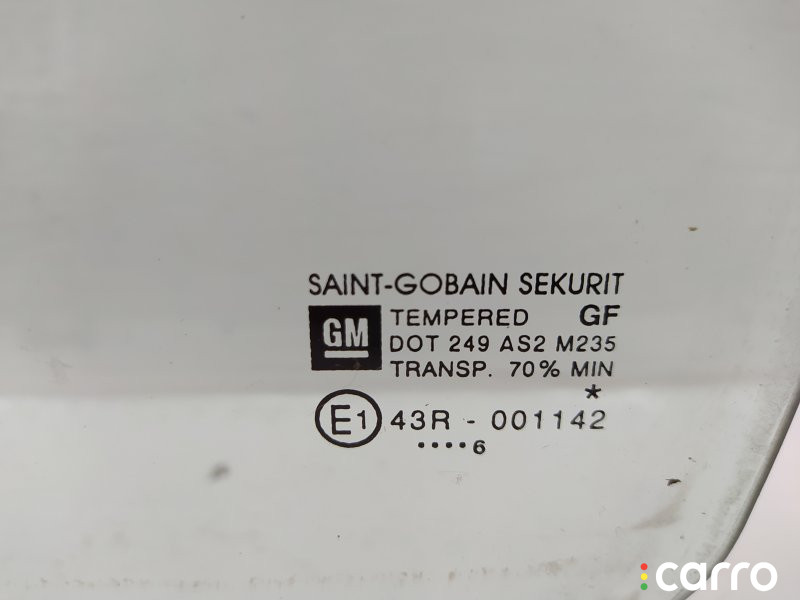 SAINT-GOBAIN SEKURIT
GM TEMPERED GF
DOT 249 AS2 M235
TRANSP. 70% MIN
*
E1 43R - 001142
••••6
carro